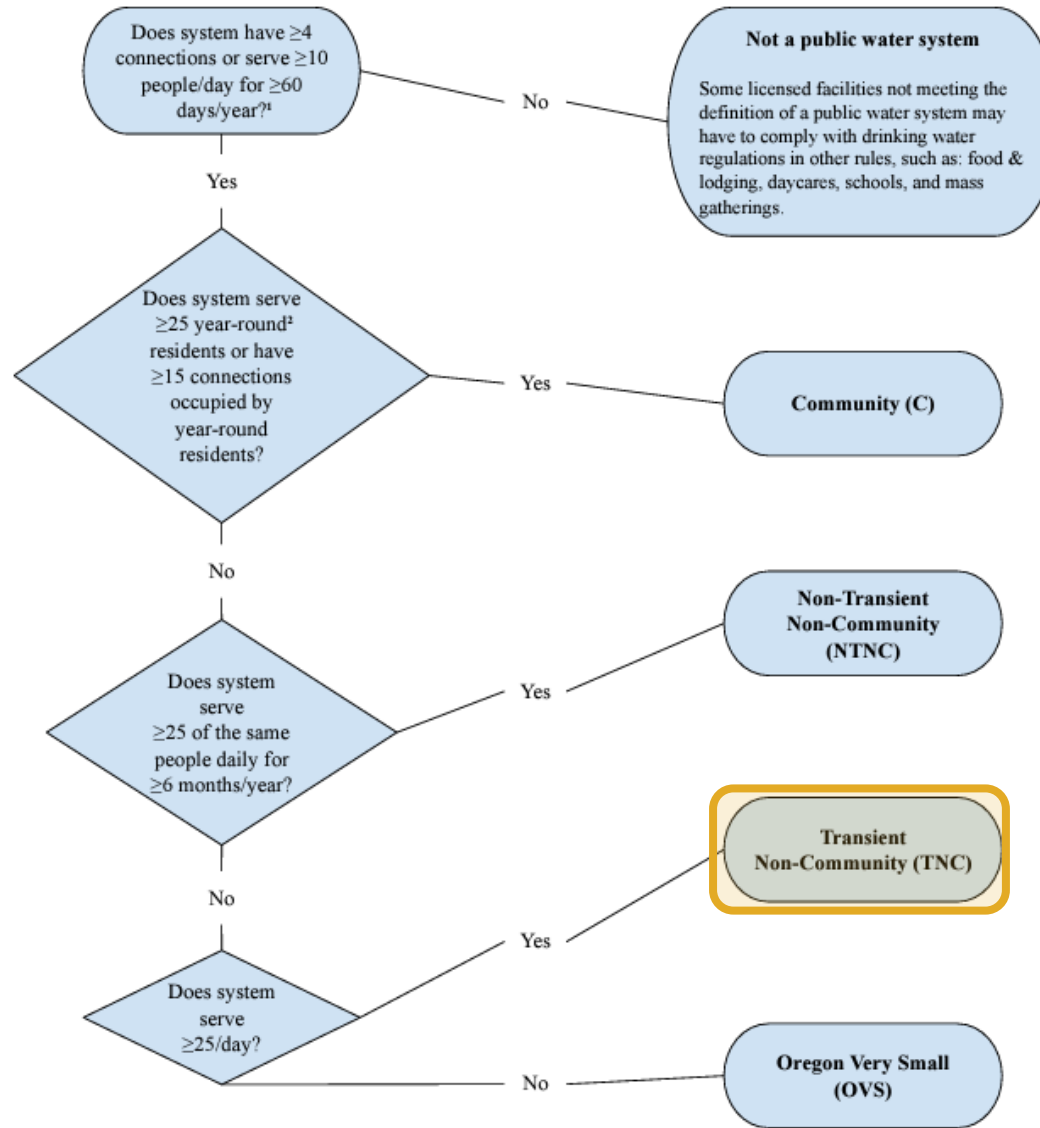 Does system have ≥4
connections or serve ≥10
people/day for ≥60
days/year?¹
No
Not a public water system
Some licensed facilities not meeting the
definition of a public water system may
have to comply with drinking water
regulations in other rules, such as: food &
lodging, daycares, schools, and mass
gatherings.
Yes
Does system serve
≥25 year-round²
residents or have
≥15 connections
occupied by
year-round
residents?
Yes
Community (C)
No
Does system
serve
≥25 of the same
people daily for
≥6 months/year?
Yes
Non-Transient
Non-Community
(NTNC)
No
Does system
serve
≥25/day?
Yes
Transient
Non-Community (TNC)
No
Oregon Very Small
(OVS)